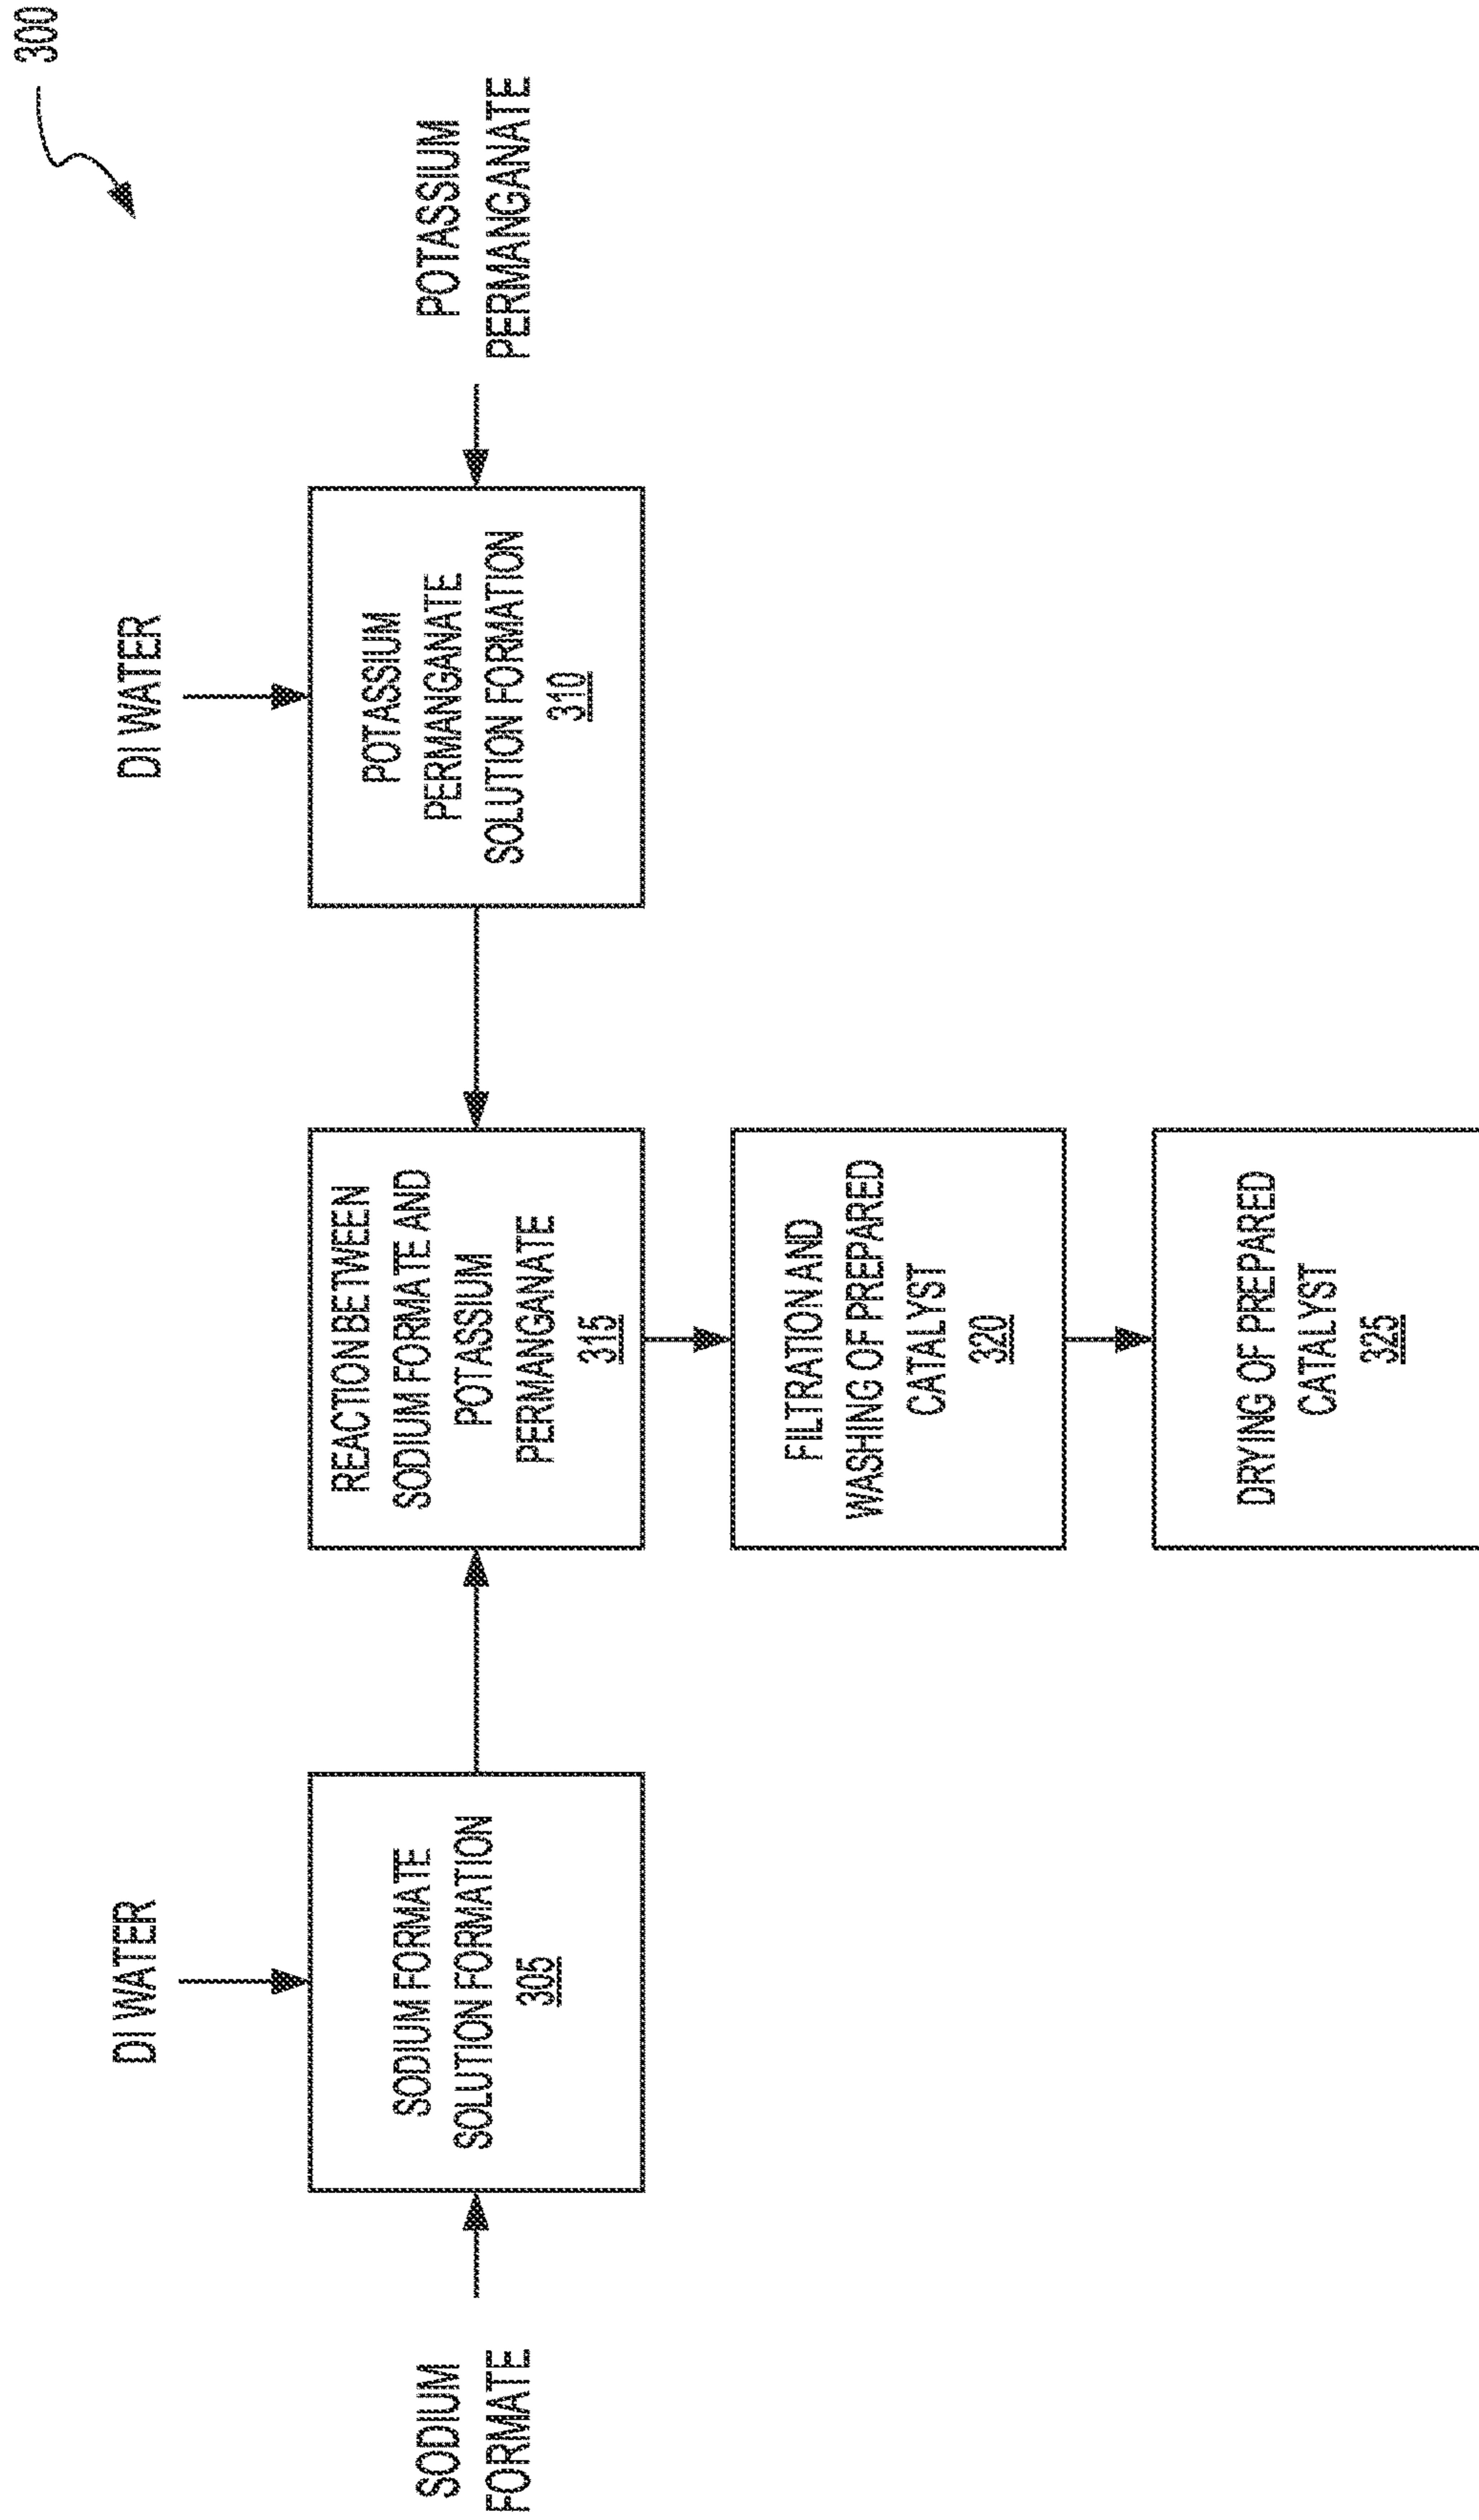 300
DI WATER
DI WATER
SODIUM
FORMATE
SODIUM FORMATE
SOLUTION FORMATION
305
REACTION BETWEEN
SODIUM FORMATE AND
POTASSIUM
PERMANGANATE
315
POTASSIUM
PERMANGANATE
SOLUTION FORMATION
310
POTASSIUM
PERMANGANATE
FILTRATION AND
WASHING OF PREPARED
CATALYST
320
DRYING OF PREPARED
CATALYST
325